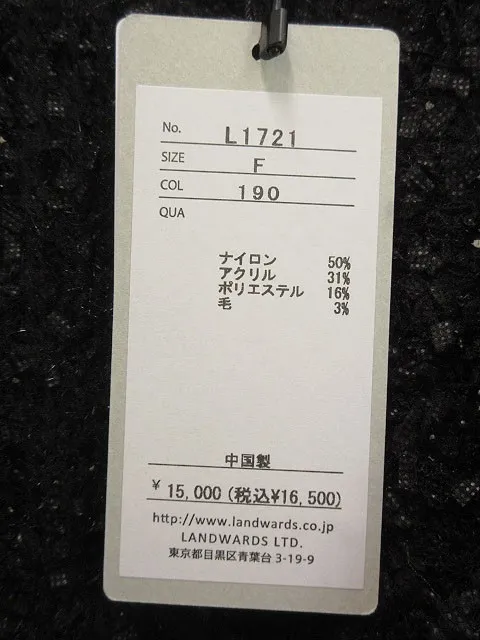 No. L1721
SIZE F
COL 190
QUA
ナイロン 50%
アクリル 31%
ポリエステル 16%
毛 3%
中国製
¥ 15,000 (税込¥16,500)
http://www.landwards.co.jp
LANDWARDS LTD.
東京都目黒区青葉台 3-19-9